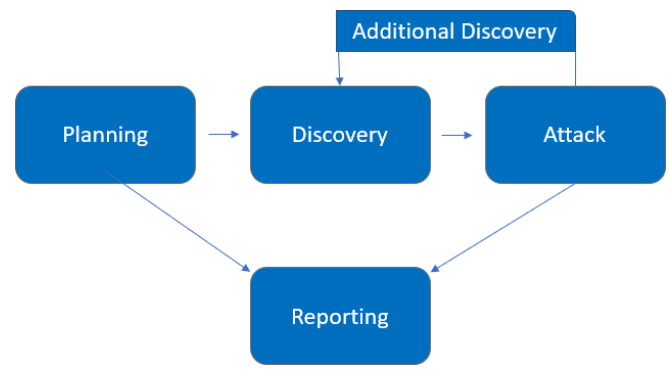 Additional Discovery
Planning
Discovery
Attack
Reporting